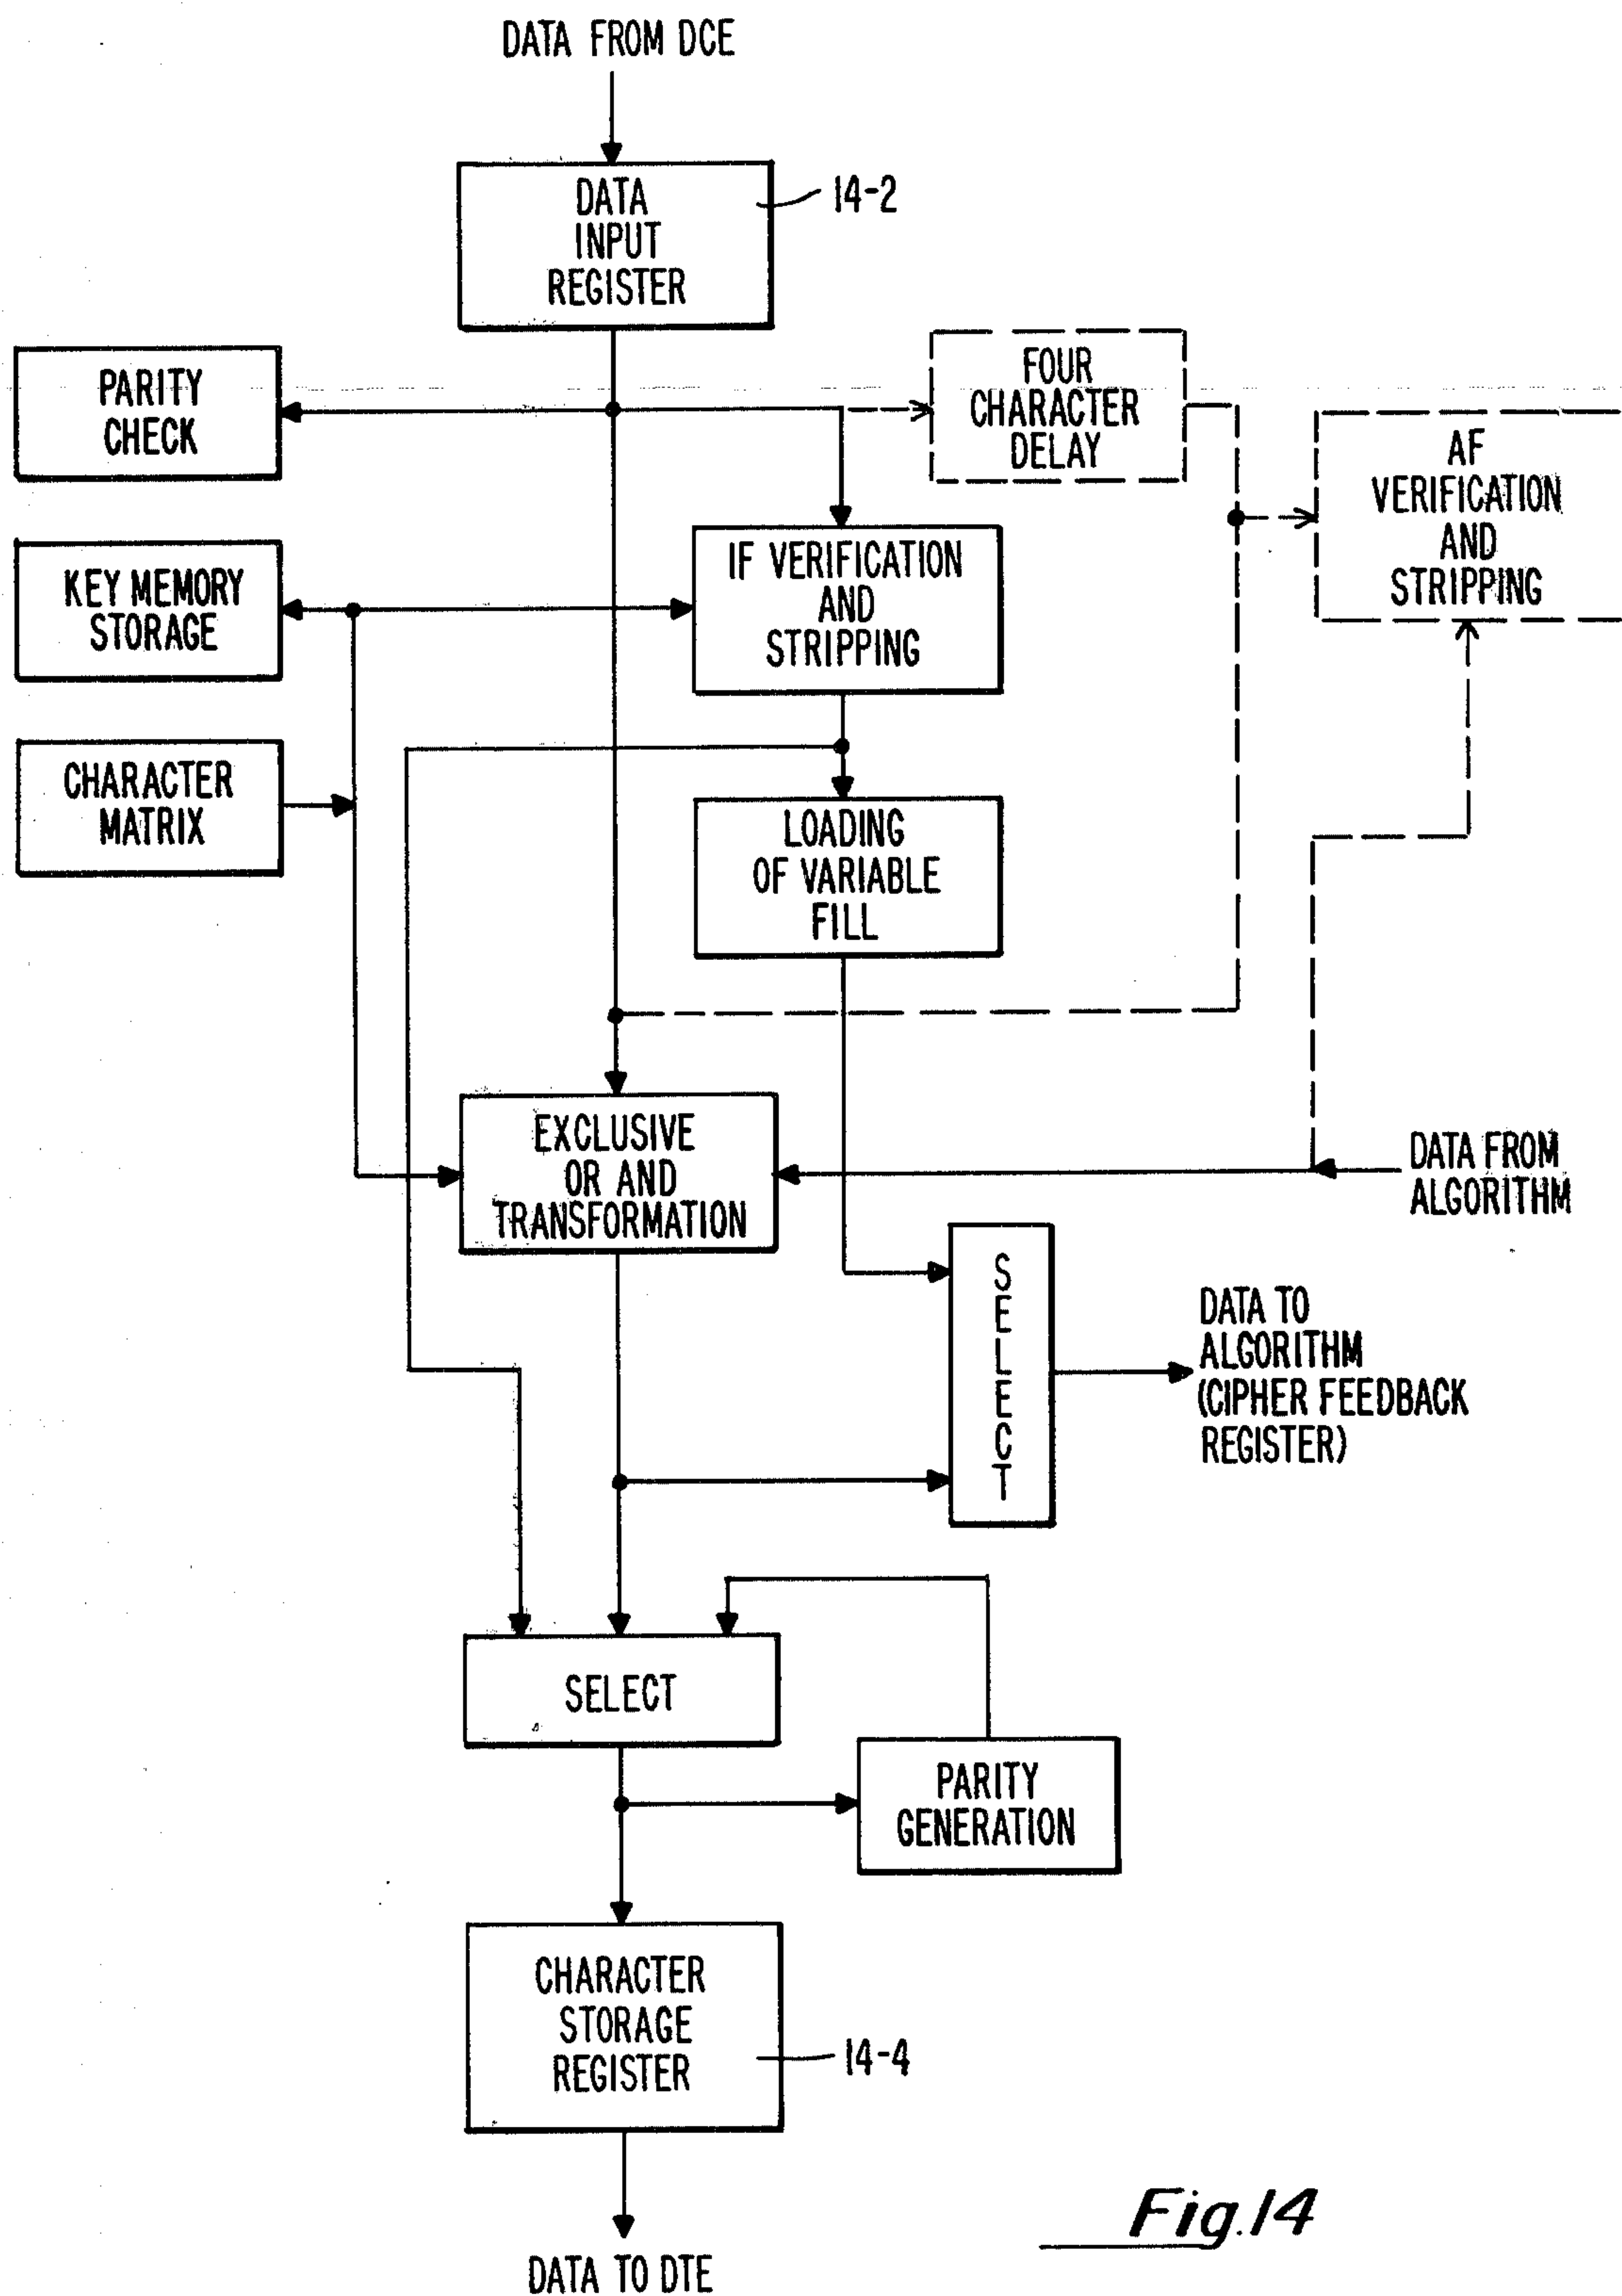 DATA FROM DCE
DATA
INPUT
REGISTER
14-2
PARITY
CHECK
FOUR
CHARACTER
DELAY
AF
VERIFICATION
AND
STRIPPING
KEY MEMORY
STORAGE
IF VERIFICATION
AND
STRIPPING
CHARACTER
MATRIX
LOADING
OF VARIABLE
FILL
EXCLUSIVE
OR AND
TRANSFORMATION
DATA FROM
ALGORITHM
SELECT
DATA TO
ALGORITHM
(CIPHER FEEDBACK
REGISTER)
SELECT
PARITY
GENERATION
CHARACTER
STORAGE
REGISTER
14-4
DATA TO DTE
Fig.14